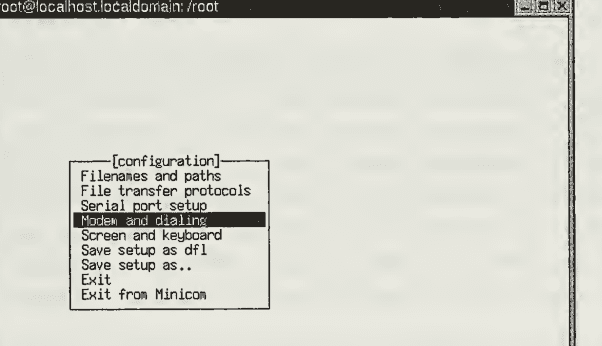 root@localhost.localdomain: /root
[configuration]
Filenames and paths
File transfer protocols
Serial port setup
Modem and dialing
Screen and keyboard
Save setup as dfl
Save setup as..
Exit
Exit from Minicom